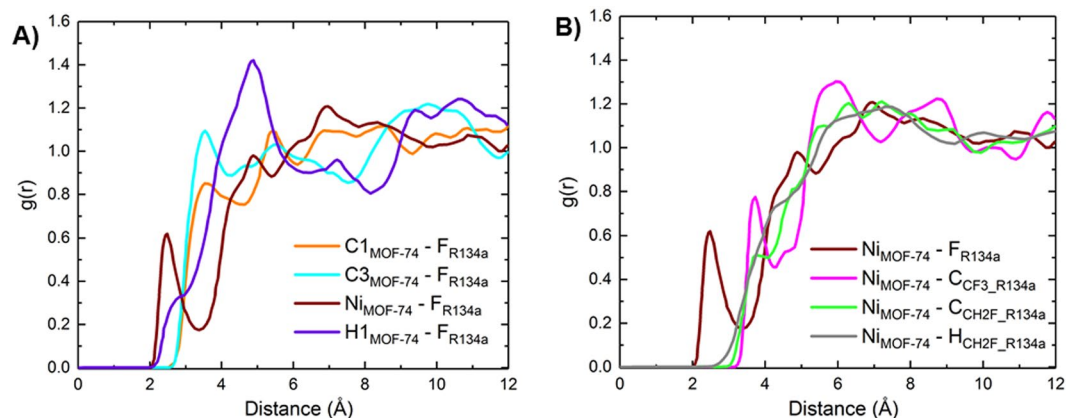 A)
1.6
1.4
1.2
1.0
0.8
0.6
0.4
0.2
0.0
g(r)
C1MOF-74 - FR134a
C3MOF-74 - FR134a
NiMOF-74 - FR134a
H1MOF-74 - FR134a
0 2 4 6 8 10 12
Distance (Å)
B)
1.6
1.4
1.2
1.0
0.8
0.6
0.4
0.2
0.0
g(r)
NiMOF-74 - FR134a
NiMOF-74 - CCF3_R134a
NiMOF-74 - CCH2F_R134a
NiMOF-74 - HCH2F_R134a
0 2 4 6 8 10 12
Distance (Å)